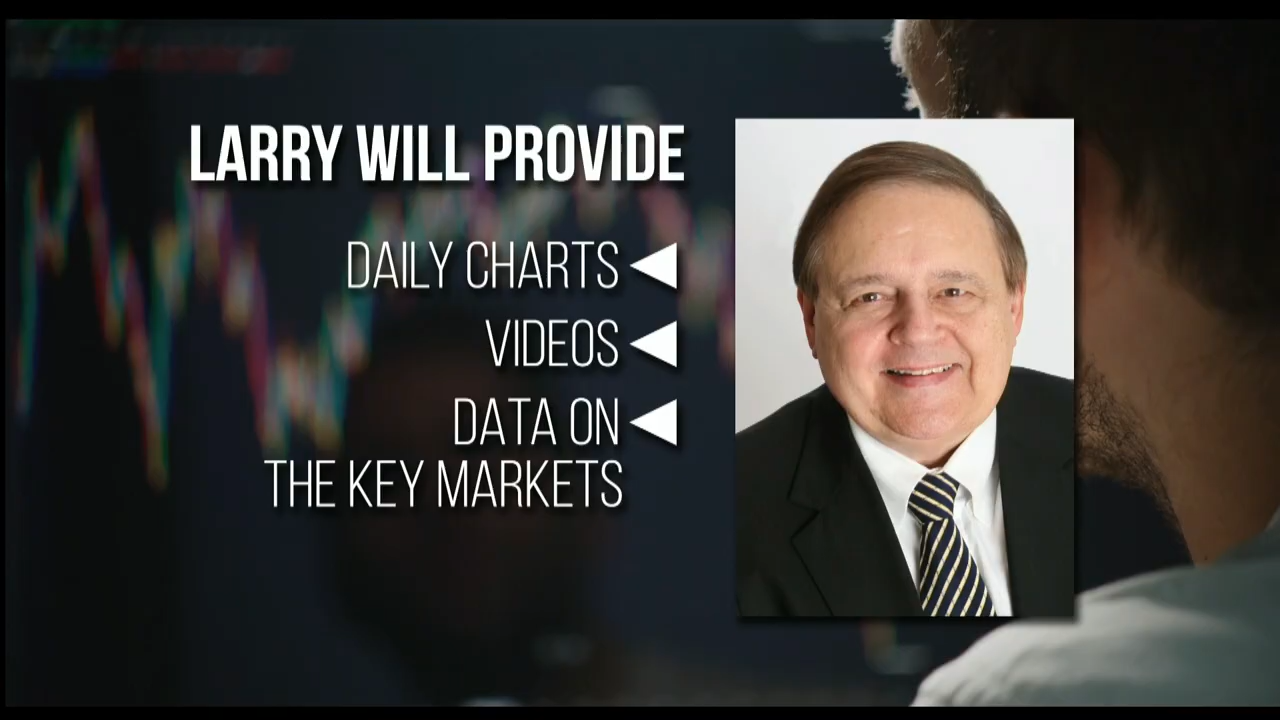 LARRY WILL PROVIDE
DAILY CHARTS
VIDEOS
DATA ON
THE KEY MARKETS